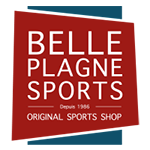 BELLE
PLAGNE
SPORTS
Depuis 1986
ORIGINAL SPORTS SHOP